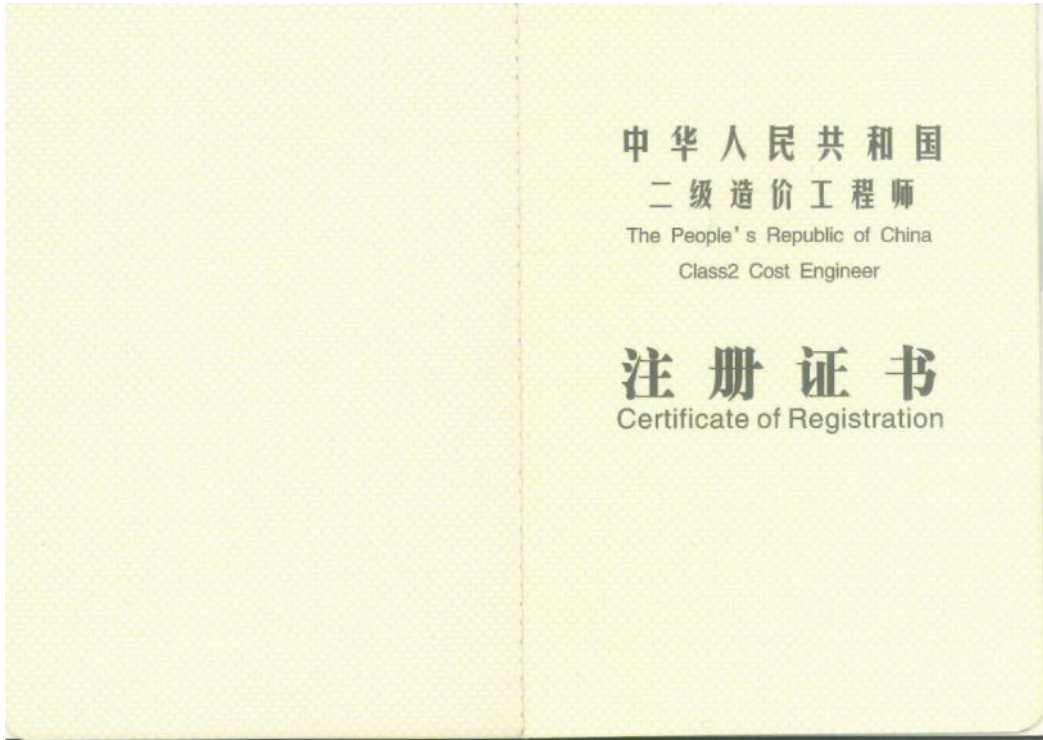 中华人民共和国
二级造价工程师
The People's Republic of China
Class2 Cost Engineer
注册证书
Certificate of Registration